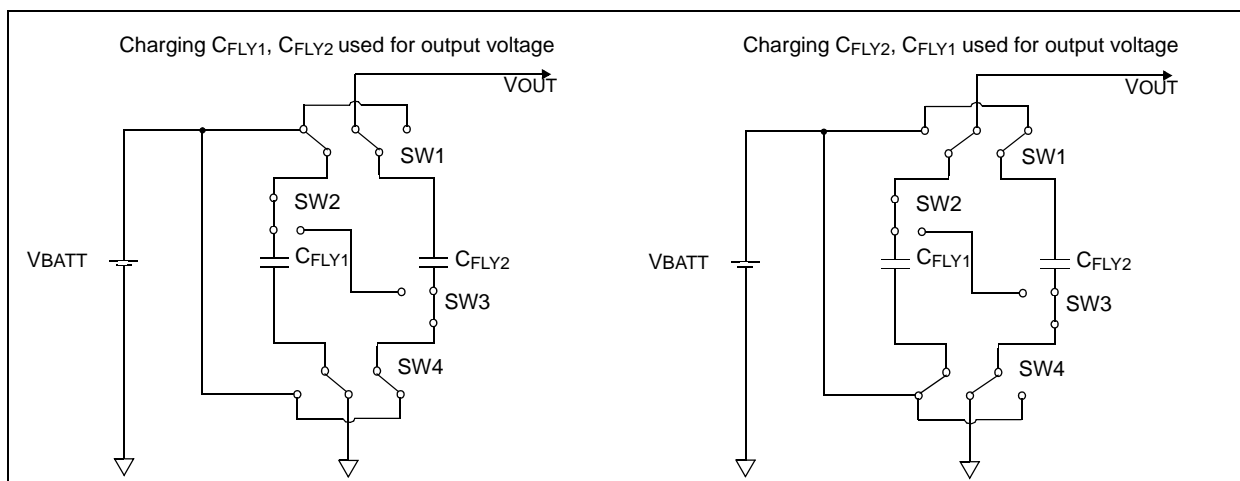 Charging CFLY1, CFLY2 used for output voltage
VOUT
SW1
SW2
VBATT
CFLY1
CFLY2
SW3
SW4
Charging CFLY2, CFLY1 used for output voltage
VOUT
SW1
SW2
VBATT
CFLY1
CFLY2
SW3
SW4